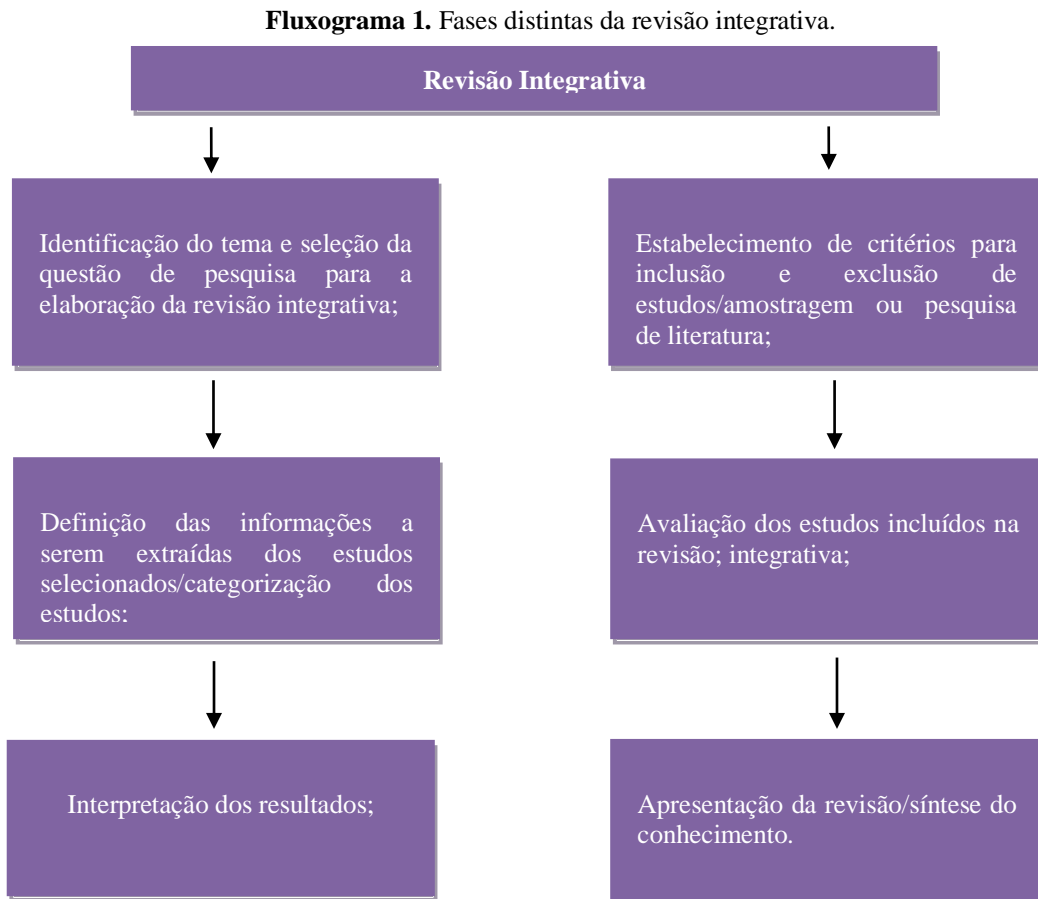 Fluxograma 1. Fases distintas da revisão integrativa.
Revisão Integrativa
Identificação do tema e seleção da
questão de pesquisa para a
elaboração da revisão integrativa;
Estabelecimento de critérios para
inclusão e exclusão de
estudos/amostragem ou pesquisa
de literatura;
Definição das informações a
serem extraídas dos estudos
selecionados/categorização dos
estudos:
Avaliação dos estudos incluídos na
revisão; integrativa;
Interpretação dos resultados;
Apresentação da revisão/síntese do
conhecimento.